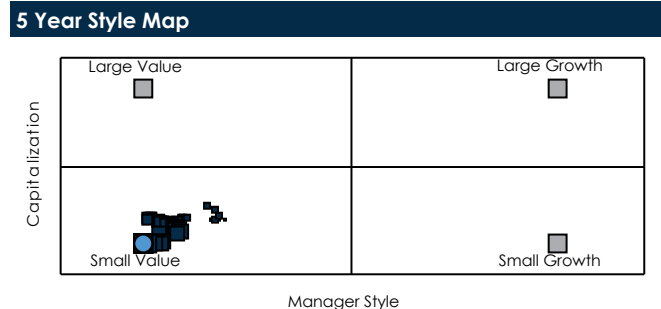 5 Year Style Map
Large Value
Large Growth
Capitalization
Small Value
Small Growth
Manager Style